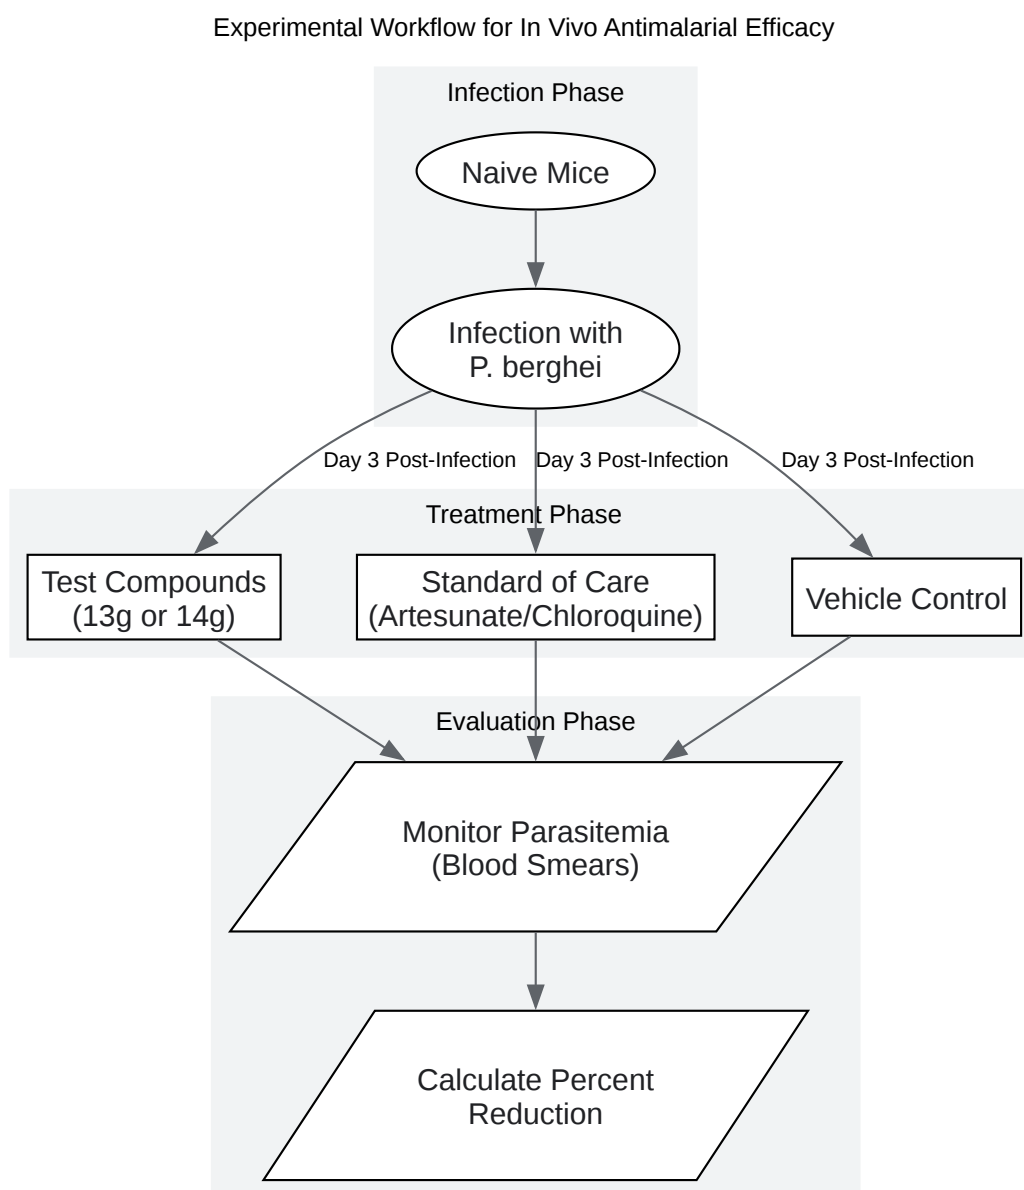 Experimental Workflow for In Vivo Antimalarial Efficacy
Infection Phase
Naive Mice
Infection with
P. berghei
Day 3 Post-Infection
Day 3 Post-Infection
Day 3 Post-Infection
Treatment Phase
Test Compounds
(13g or 14g)
Standard of Care
(Artesunate/Chloroquine)
Vehicle Control
Evaluation Phase
Monitor Parasitemia
(Blood Smears)
Calculate Percent
Reduction